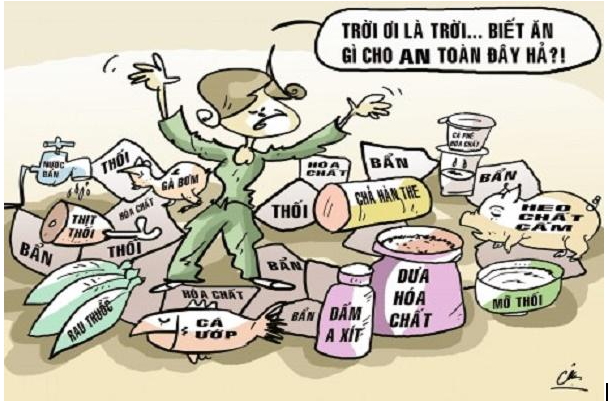 TRỜI ƠI LÀ TRỜI... BIẾT ĂN
GÌ CHO AN TOÀN ĐÂY HẢ?!
CÀ PHÊ
HÓA CHẤT
NƯỚC
BẨN
THỐI
GÀ BƠM
HÓA
CHẤT
BẨN
BẨN
THỊT
THỐI
HÓA CHẤT
THỐI
CHẢ HÀN THE
HEO
CHẤT
CẤM
BẨN
THỐI
BẨN
RAU THUỐC
HÓA CHẤT
CÁ
ƯỚP
BẨN
DẤM
A XÍT
DƯA
HÓA
CHẤT
MỠ THỐI